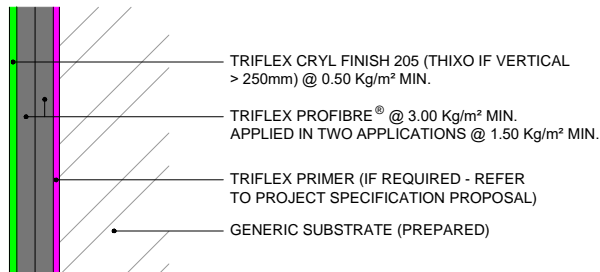 TRIFLEX CRYL FINISH 205 (THIXO IF VERTICAL
> 250mm) @ 0.50 Kg/m² MIN.
TRIFLEX PROFIBRE® @ 3.00 Kg/m² MIN.
APPLIED IN TWO APPLICATIONS @ 1.50 Kg/m² MIN.
TRIFLEX PRIMER (IF REQUIRED - REFER
TO PROJECT SPECIFICATION PROPOSAL)
GENERIC SUBSTRATE (PREPARED)